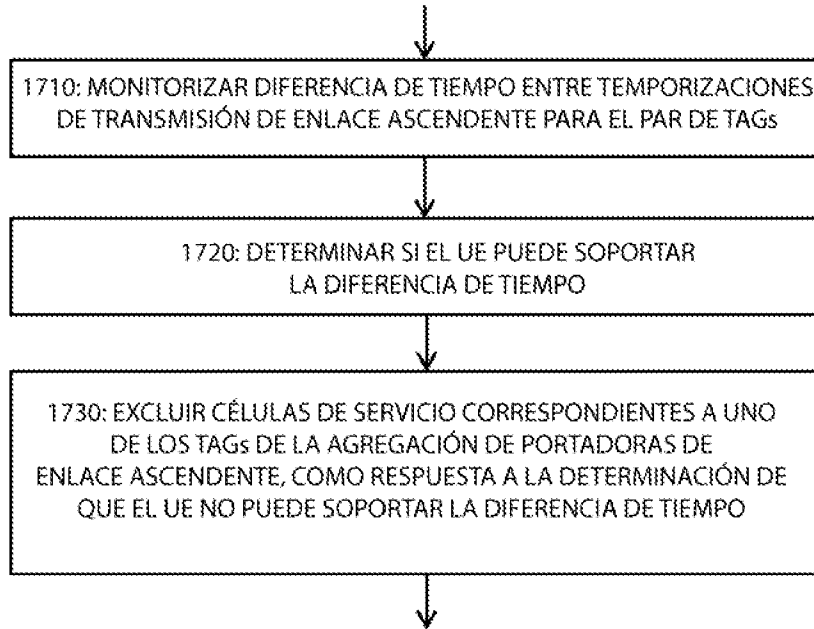 1710: MONITORIZAR DIFERENCIA DE TIEMPO ENTRE TEMPORIZACIONES
DE TRANSMISIÓN DE ENLACE ASCENDENTE PARA EL PAR DE TAGs
1720: DETERMINAR SI EL UE PUEDE SOPORTAR
LA DIFERENCIA DE TIEMPO
1730: EXCLUIR CÉLULAS DE SERVICIO CORRESPONDIENTES A UNO
DE LOS TAGs DE LA AGREGACIÓN DE PORTADORAS DE
ENLACE ASCENDENTE, COMO RESPUESTA A LA DETERMINACIÓN DE
QUE EL UE NO PUEDE SOPORTAR LA DIFERENCIA DE TIEMPO